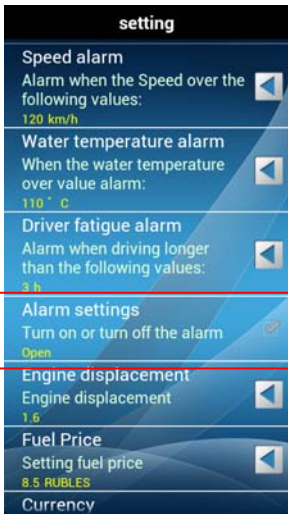 setting
Speed alarm
Alarm when the Speed over the
following values:
120 km/h
Water temperature alarm
When the water temperature
over value alarm:
110 ° C
Driver fatigue alarm
Alarm when driving longer
than the following values:
3 h
Alarm settings
Turn on or turn off the alarm
Open
Engine displacement
Engine displacement
1.6
Fuel Price
Setting fuel price
8.5 RUBLES
Currency